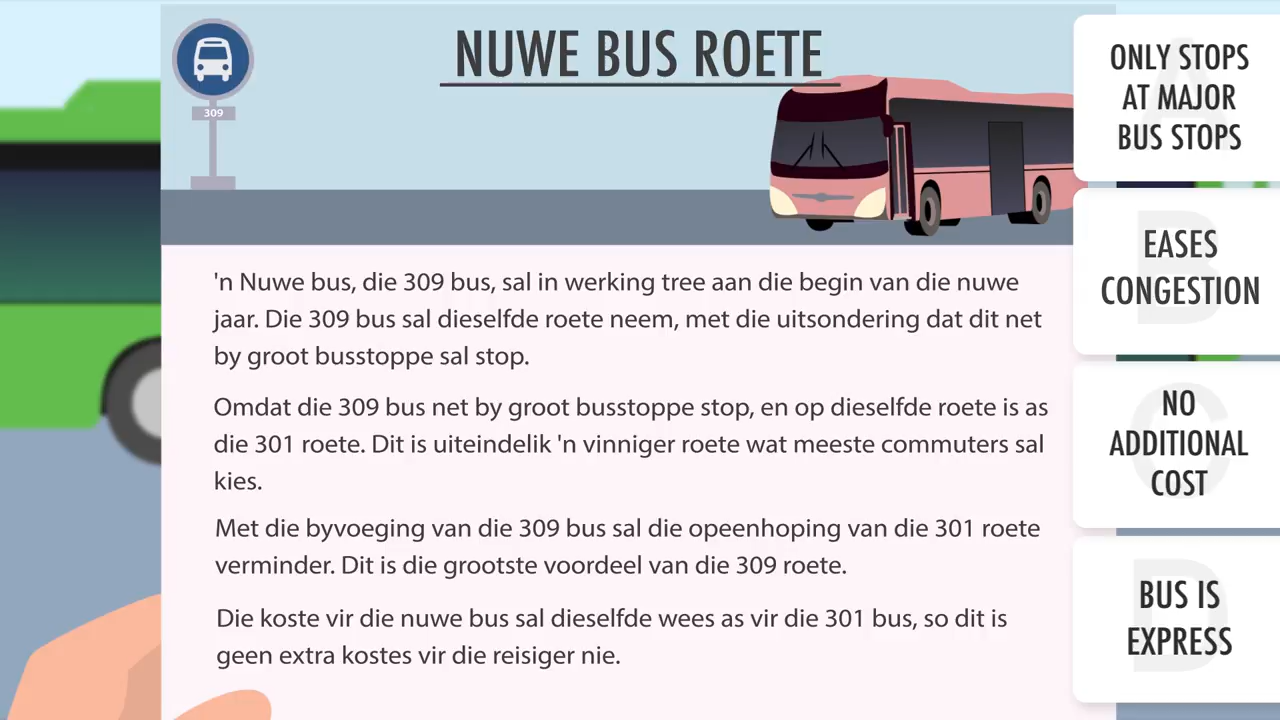 NUWE BUS ROETE
309
'n Nuwe bus, die 309 bus, sal in werking tree aan die begin van die nuwe
jaar. Die 309 bus sal dieselfde roete neem, met die uitsondering dat dit net
by groot busstoppe sal stop.
Omdat die 309 bus net by groot busstoppe stop, en op dieselfde roete is as
die 301 roete. Dit is uiteindelik 'n vinniger roete wat meeste commuters sal
kies.
Met die byvoeging van die 309 bus sal die opeenhoping van die 301 roete
verminder. Dit is die grootste voordeel van die 309 roete.
Die koste vir die nuwe bus sal dieselfde wees as vir die 301 bus, so dit is
geen extra kostes vir die reisiger nie.
A
ONLY STOPS
AT MAJOR
BUS STOPS
B
EASES
CONGESTION
C
NO
ADDITIONAL
COST
D
BUS IS
EXPRESS